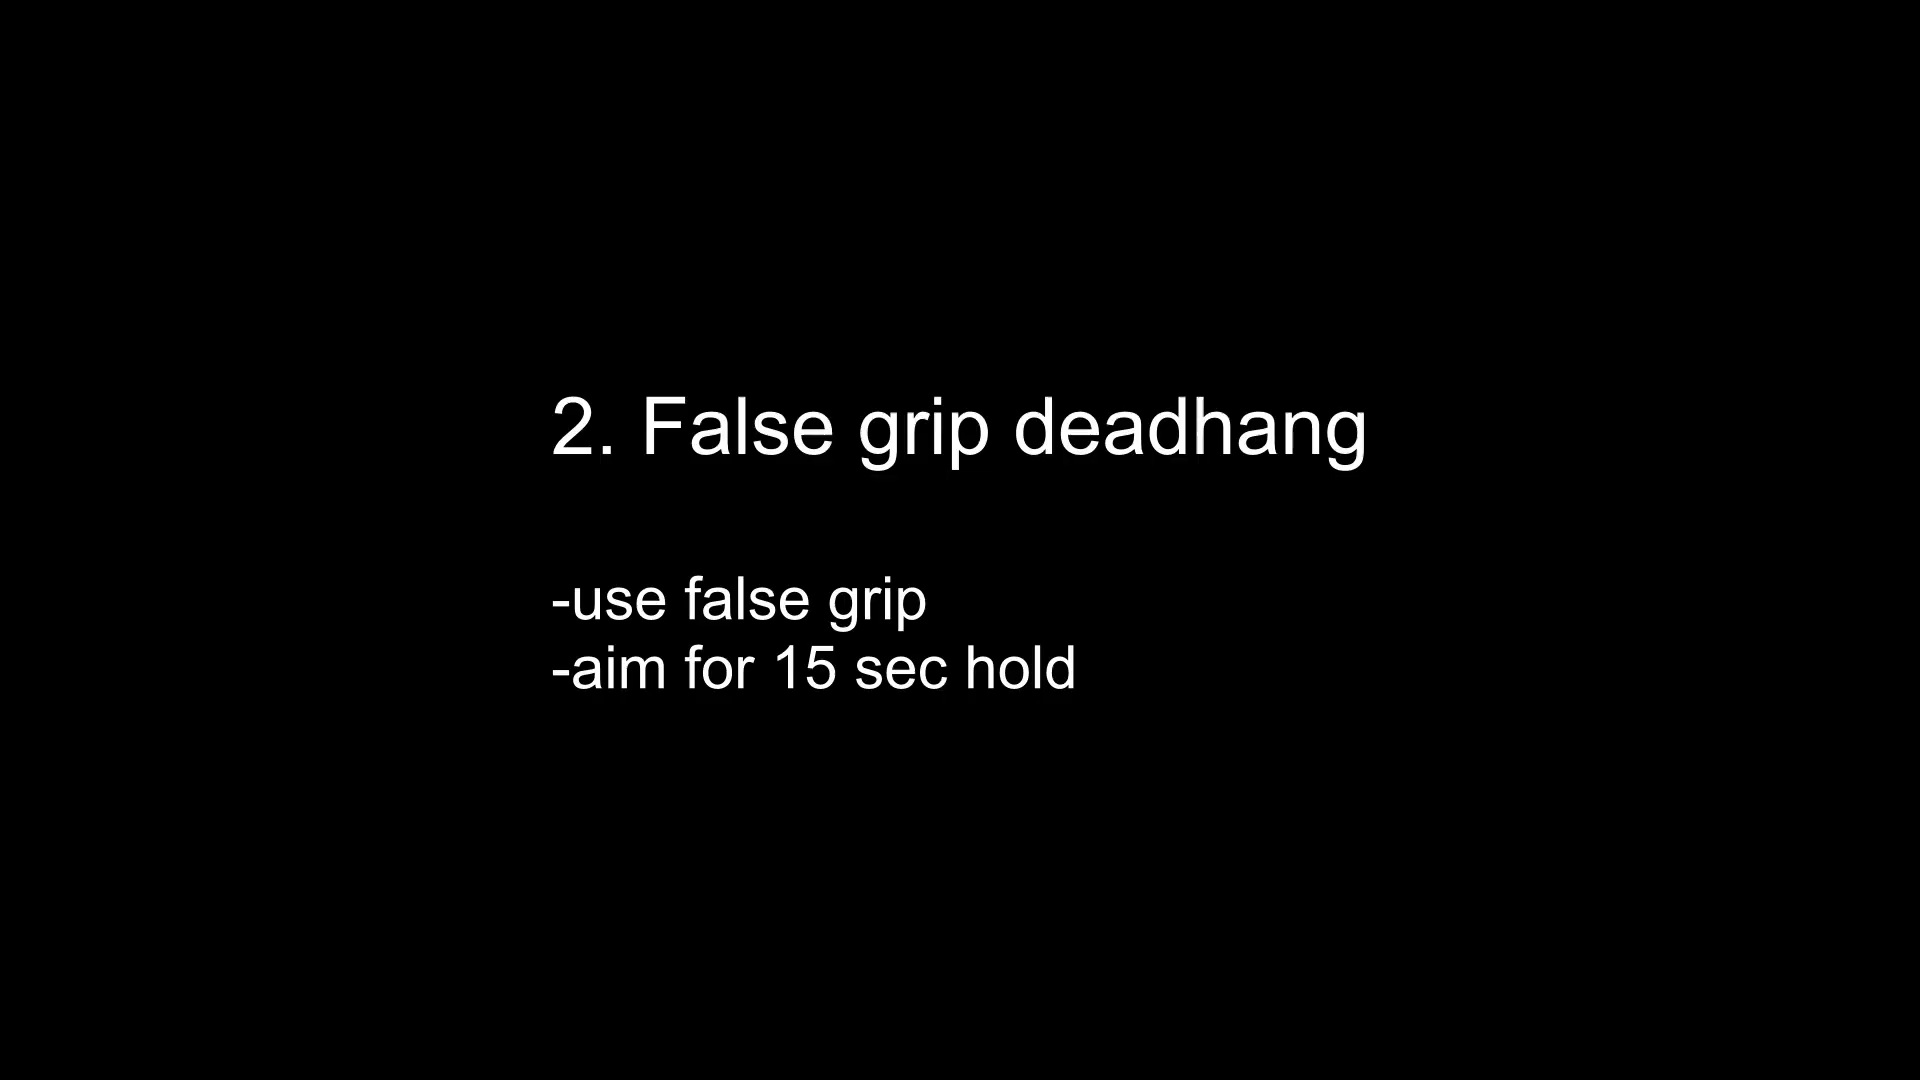 2. False grip deadhang
-use false grip
-aim for 15 sec hold